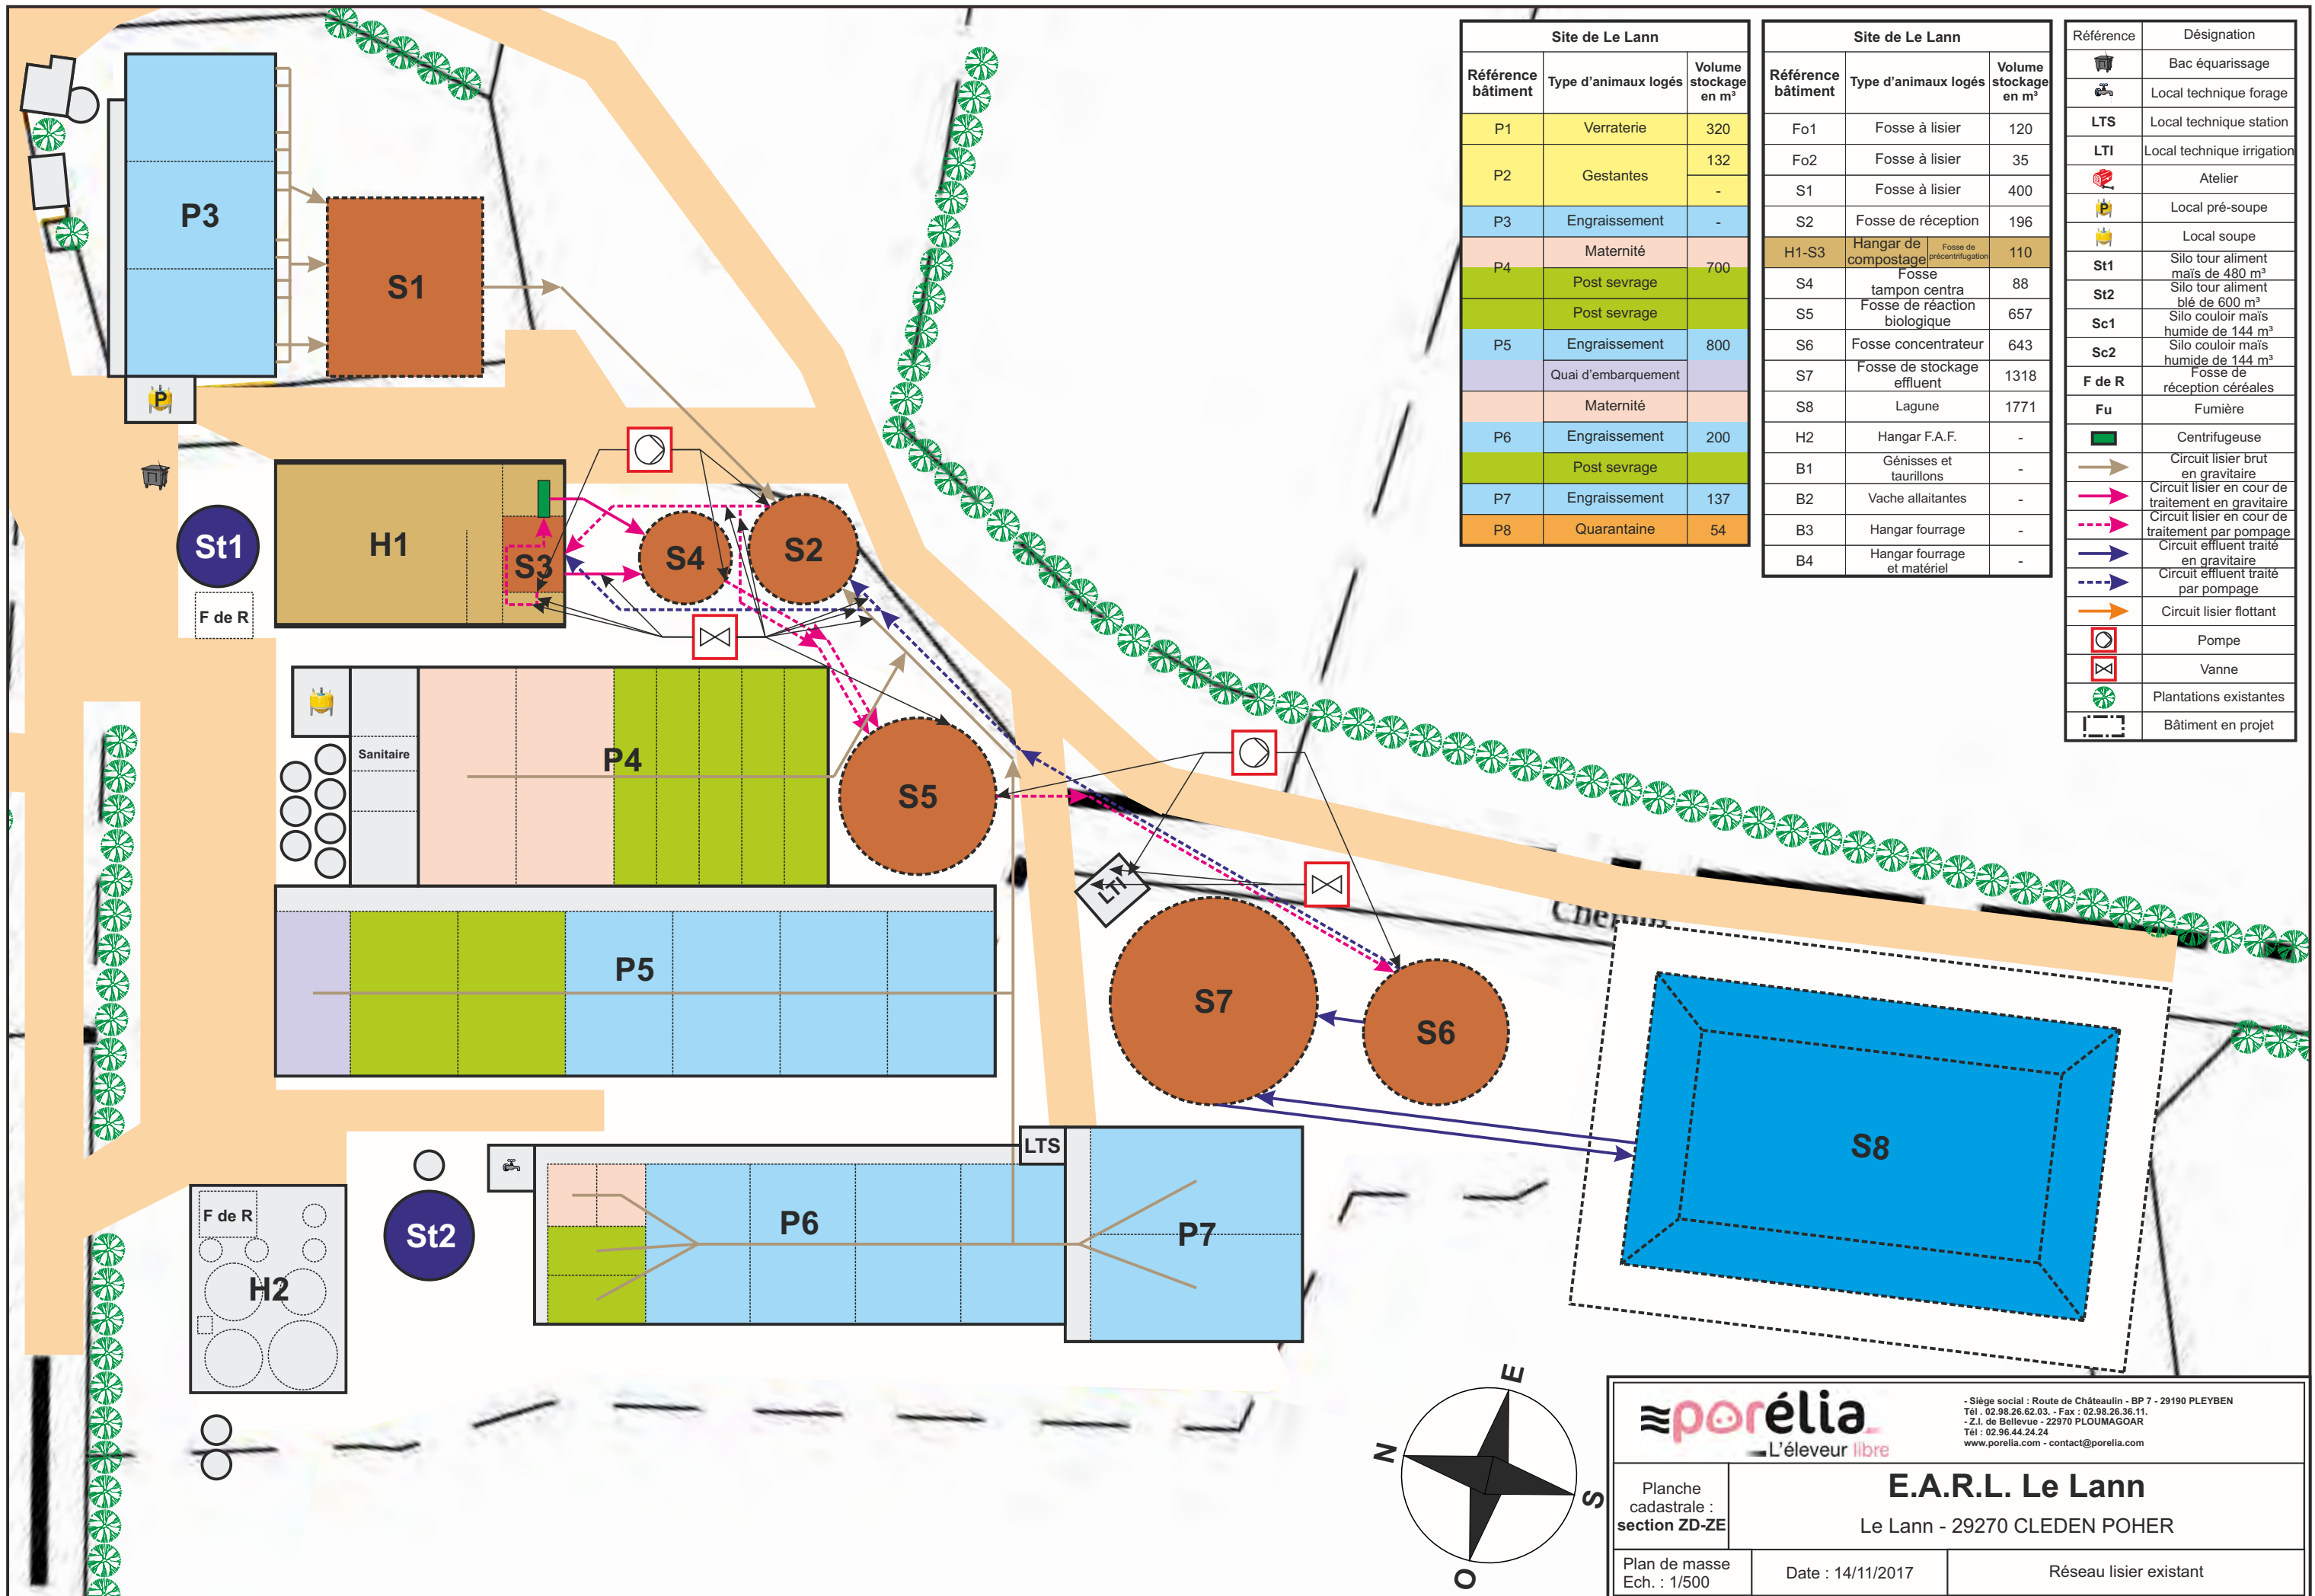 Site de Le Lann
Référence bâtiment
Type d'animaux logés
Volume stockage en m³
P1 Verraterie 320
P2 Gestantes 132
-
P3 Engraissement -
P4 Maternité 700
Post sevrage
P5 Post sevrage 800
Engraissement
Quai d'embarquement
P6 Maternité 200
Engraissement
Post sevrage
P7 Engraissement 137
P8 Quarantaine 54
Site de Le Lann
Référence bâtiment
Type d'animaux logés
Volume stockage en m³
Fo1 Fosse à lisier 120
Fo2 Fosse à lisier 35
S1 Fosse à lisier 400
S2 Fosse de réception 196
H1-S3 Hangar de compostage Fosse de précentrifugation 110
S4 Fosse tampon centra 88
S5 Fosse de réaction biologique 657
S6 Fosse concentrateur 643
S7 Fosse de stockage effluent 1318
S8 Lagune 1771
H2 Hangar F.A.F. -
B1 Génisses et taurillons -
B2 Vache allaitantes -
B3 Hangar fourrage -
B4 Hangar fourrage et matériel -
Référence Désignation
Bac équarissage
Local technique forage
LTS Local technique station
LTI Local technique irrigation
Atelier
P Local pré-soupe
Local soupe
St1 Silo tour aliment maïs de 480 m³
St2 Silo tour aliment blé de 600 m³
Sc1 Silo couloir maïs humide de 144 m³
Sc2 Silo couloir maïs humide de 144 m³
F de R Fosse de réception céréales
Fu Fumière
Centrifugeuse
Circuit lisier brut en gravitaire
Circuit lisier en cour de traitement en gravitaire
Circuit lisier en cour de traitement par pompage
Circuit effluent traité en gravitaire
Circuit effluent traité par pompage
Circuit lisier flottant
Pompe
Vanne
Plantations existantes
Bâtiment en projet
P3
S1
P
St1
F de R
H1
S3
S4
S2
Sanitaire
P4
S5
LTI
Chemin
P5
S7
S6
S8
LTS
P6
P7
F de R
H2
St2
E
N
S
O
porélia
L'éleveur libre
- Siège social : Route de Châteaulin - BP 7 - 29190 PLEYBEN
Tél . 02.98.26.62.03. - Fax : 02.98.26.36.11.
- Z.I. de Bellevue - 22970 PLOUMAGOAR
Tél : 02.96.44.24.24
www.porelia.com - contact@porelia.com
Planche
cadastrale :
section ZD-ZE
E.A.R.L. Le Lann
Le Lann - 29270 CLEDEN POHER
Plan de masse
Ech. : 1/500
Date : 14/11/2017
Réseau lisier existant